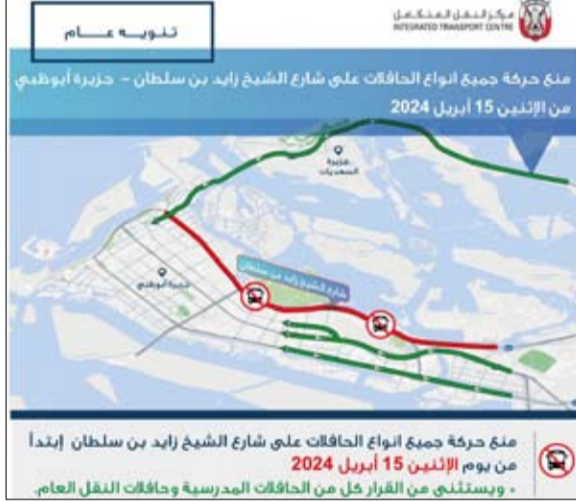 مركز النقل المتكامل
INTEGRATED TRANSPORT CENTRE
تنويه عام
منع حركة جميع انواع الحافلات على شارع الشيخ زايد بن سلطان - جزيرة أبوظبي
من الإثنين 15 أبريل 2024
جزيرة
السعديات
شارع الشيخ زايد بن سلطان
جزيرة أبوظبي
منع حركة جميع انواع الحافلات على شارع الشيخ زايد بن سلطان إبتدأ
من يوم الإثنين 15 أبريل 2024
- ويستثنى من القرار كل من الحافلات المدرسية وحافلات النقل العام.